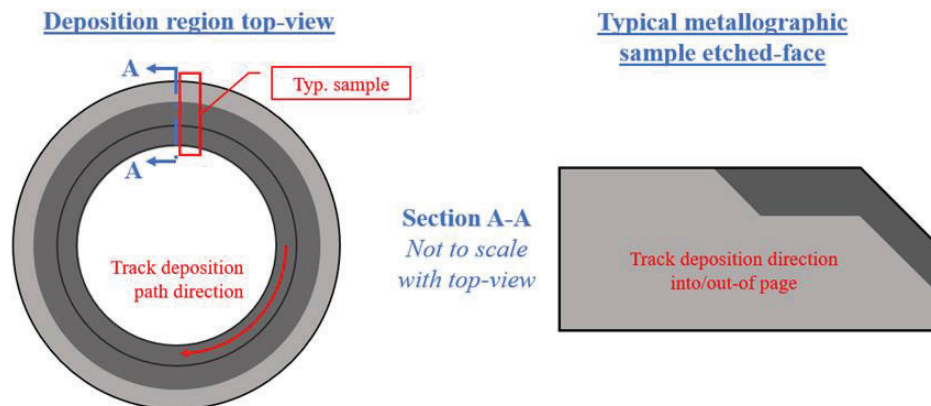 Deposition region top-view
A
Typ. sample
A
Track deposition
path direction
Section A-A
Not to scale
with top-view
Typical metallographic
sample etched-face
Track deposition direction
into/out-of page